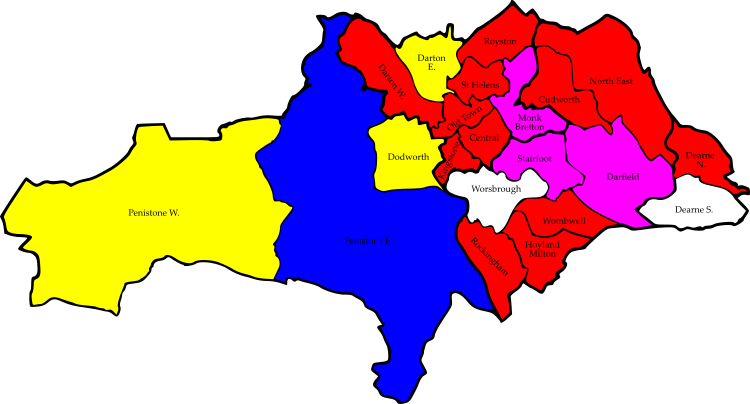 Royston
Darton
E.
Darton W.
St Helens
North East
Cudworth
Old Town
Monk
Bretton
Central
Kingstone
Dodworth
Stairfoot
Dearne
N.
Darfield
Worsbrough
Penistone W.
Dearne S.
Wombwell
Penistone E.
Rockingham
Hoyland
Milton